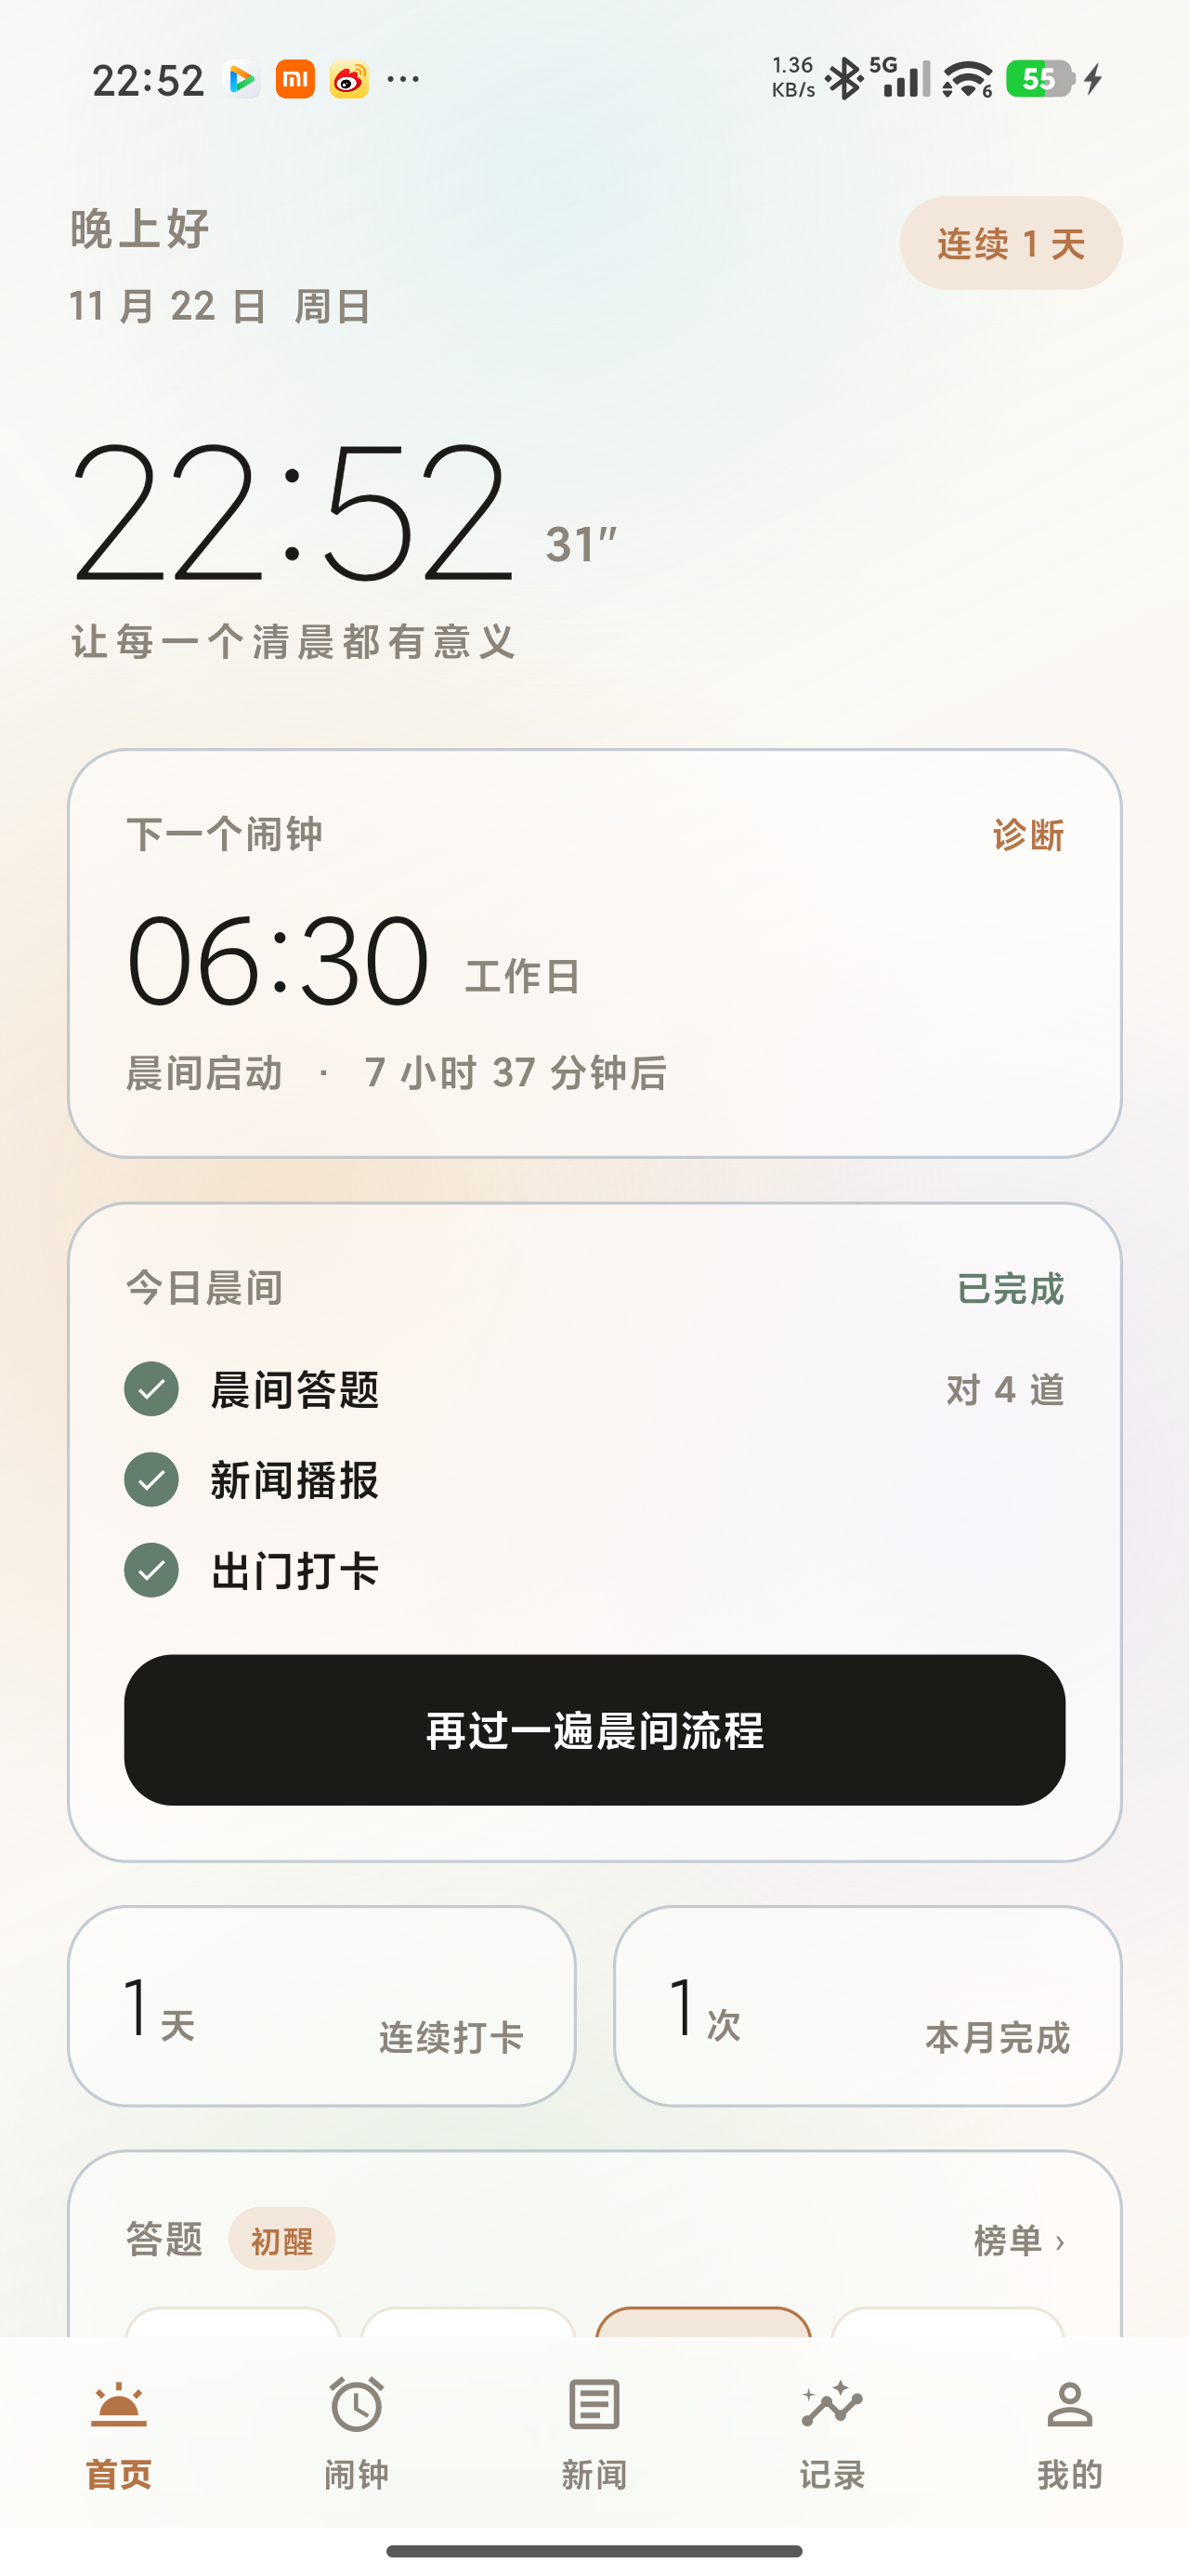 22:52 ··· 1.36 KB/s 5G 6 55
晚上好
连续 1 天
11 月 22 日 周日
22:52 31″
让每一个清晨都有意义
下一个闹钟 诊断
06:30 工作日
晨间启动 · 7 小时 37 分钟后
今日晨间 已完成
晨间答题 对 4 道
新闻播报
出门打卡
再过一遍晨间流程
1 天 连续打卡
1 次 本月完成
答题 初醒 榜单 ›
首页 闹钟 新闻 记录 我的